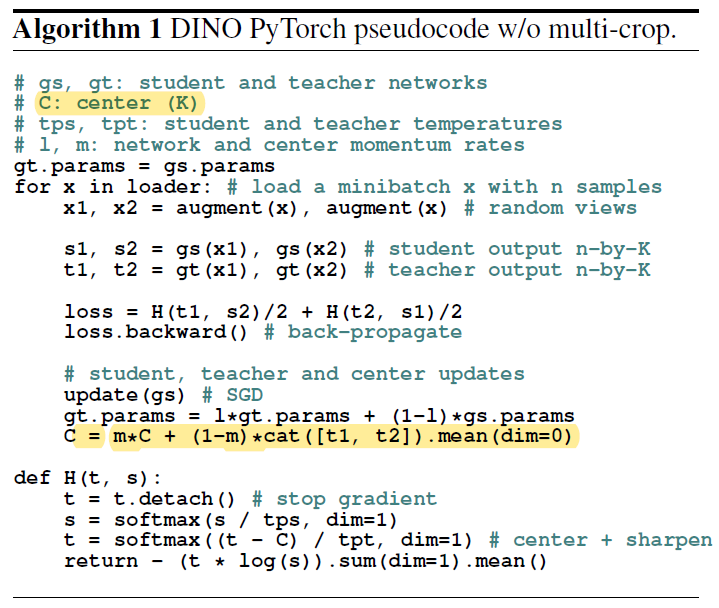 Algorithm 1 DINO PyTorch pseudocode w/o multi-crop.
# gs, gt: student and teacher networks
# C: center (K)
# tps, tpt: student and teacher temperatures
# l, m: network and center momentum rates
gt.params = gs.params
for x in loader: # load a minibatch x with n samples
    x1, x2 = augment(x), augment(x) # random views

    s1, s2 = gs(x1), gs(x2) # student output n-by-K
    t1, t2 = gt(x1), gt(x2) # teacher output n-by-K

    loss = H(t1, s2)/2 + H(t2, s1)/2
    loss.backward() # back-propagate

    # student, teacher and center updates
    update(gs) # SGD
    gt.params = l*gt.params + (1-l)*gs.params
    C = m*C + (1-m)*cat([t1, t2]).mean(dim=0)

def H(t, s):
    t = t.detach() # stop gradient
    s = softmax(s / tps, dim=1)
    t = softmax((t - C) / tpt, dim=1) # center + sharpen
    return - (t * log(s)).sum(dim=1).mean()